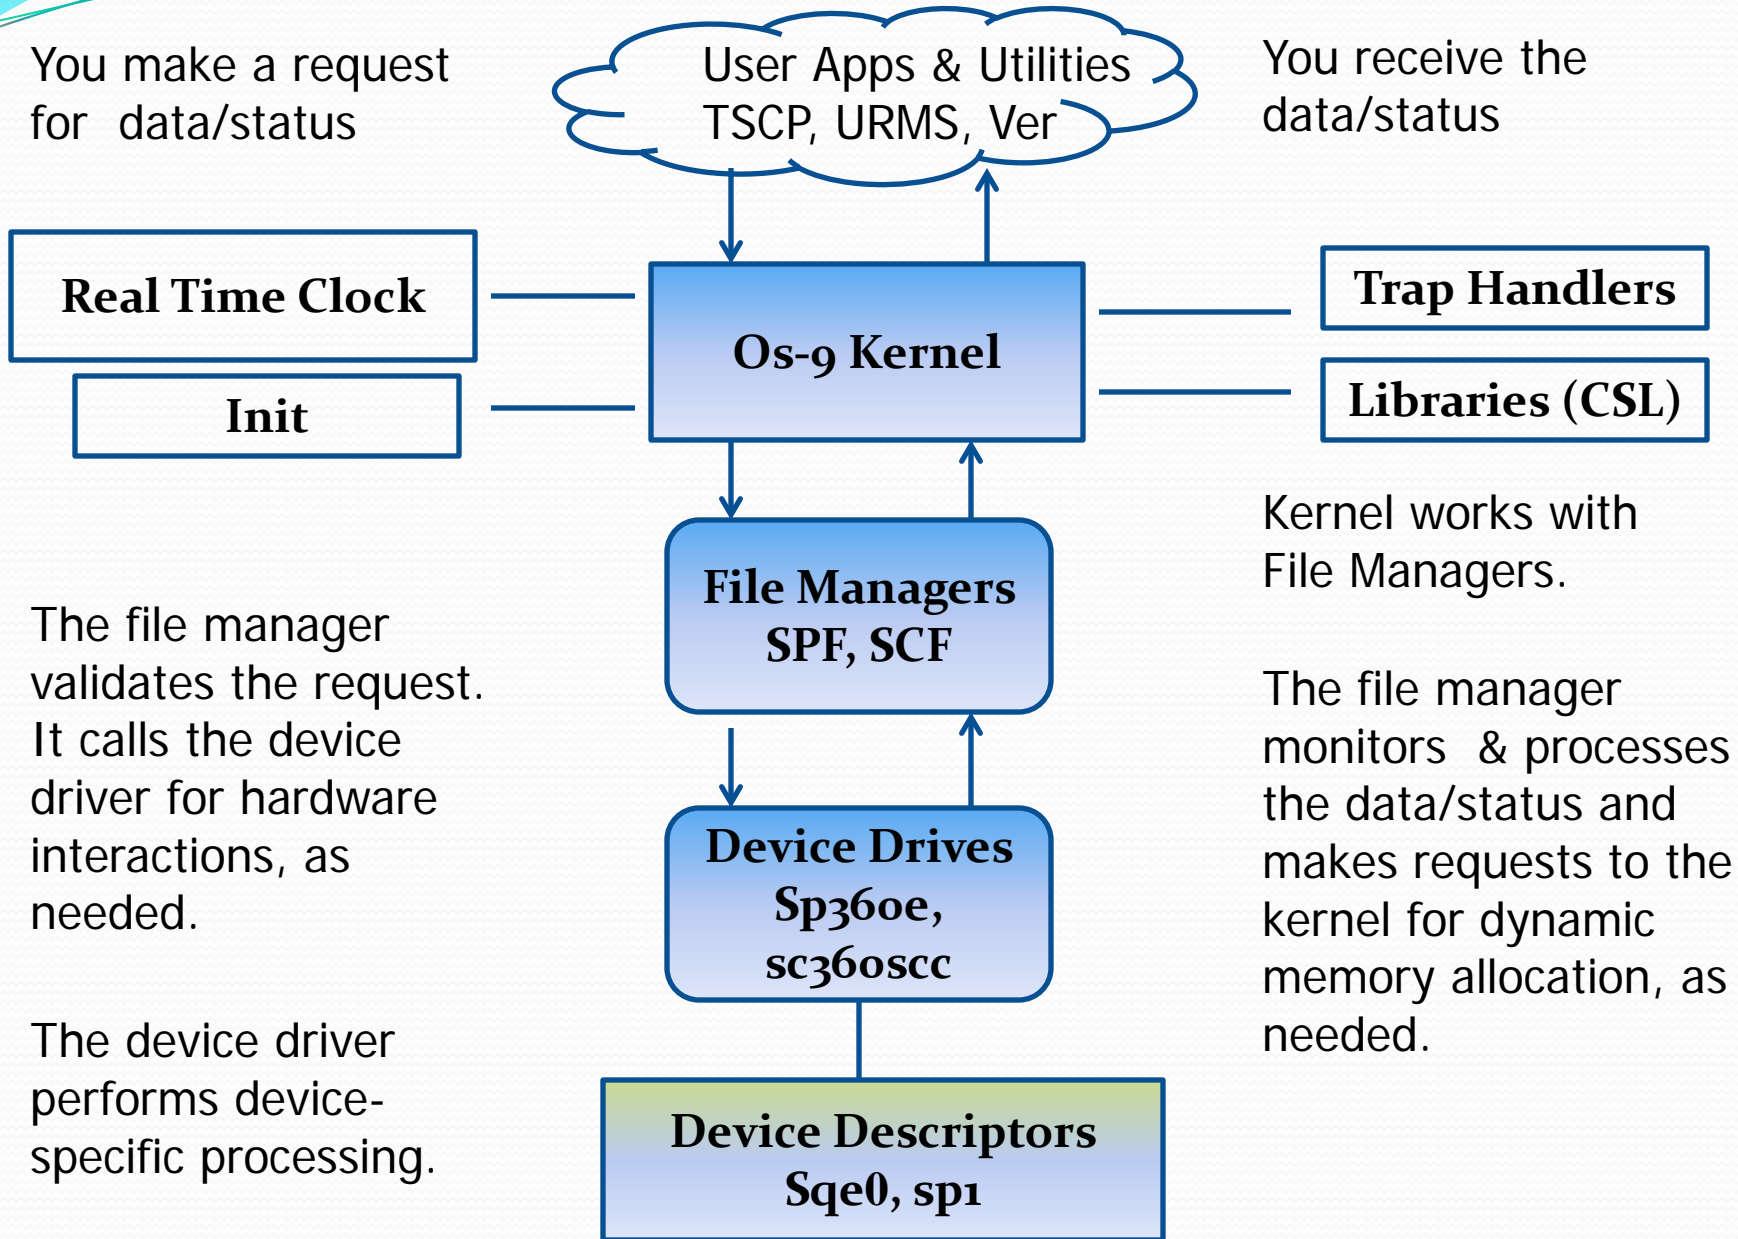 You make a request
for data/status
User Apps & Utilities
TSCP, URMS, Ver
You receive the
data/status
Real Time Clock
Init
Os-9 Kernel
Trap Handlers
Libraries (CSL)
Kernel works with
File Managers.
File Managers
SPF, SCF
The file manager
validates the request.
It calls the device
driver for hardware
interactions, as
needed.
The file manager
monitors & processes
the data/status and
makes requests to the
kernel for dynamic
memory allocation, as
needed.
Device Drives
Sp360e,
sc360scc
The device driver
performs device-
specific processing.
Device Descriptors
Sqe0, sp1